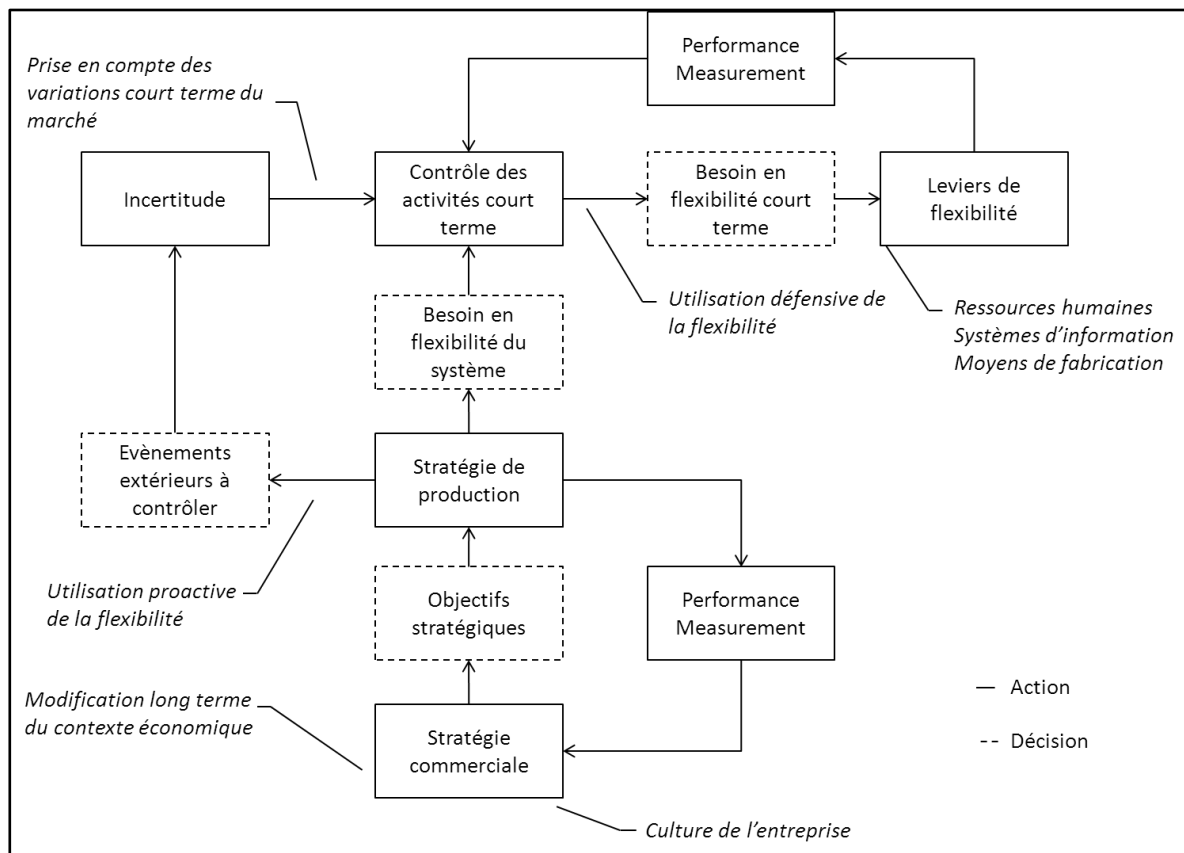 Performance
Measurement
Prise en compte des
variations court terme du
marché
Incertitude
Contrôle des
activités court
terme
Besoin en
flexibilité court
terme
Leviers de
flexibilité
Utilisation défensive de
la flexibilité
Ressources humaines
Systèmes d'information
Moyens de fabrication
Besoin en
flexibilité du
système
Evènements
extérieurs à
contrôler
Stratégie de
production
Utilisation proactive
de la flexibilité
Objectifs
stratégiques
Performance
Measurement
Modification long terme
du contexte économique
Stratégie
commerciale
Action
Décision
Culture de l'entreprise